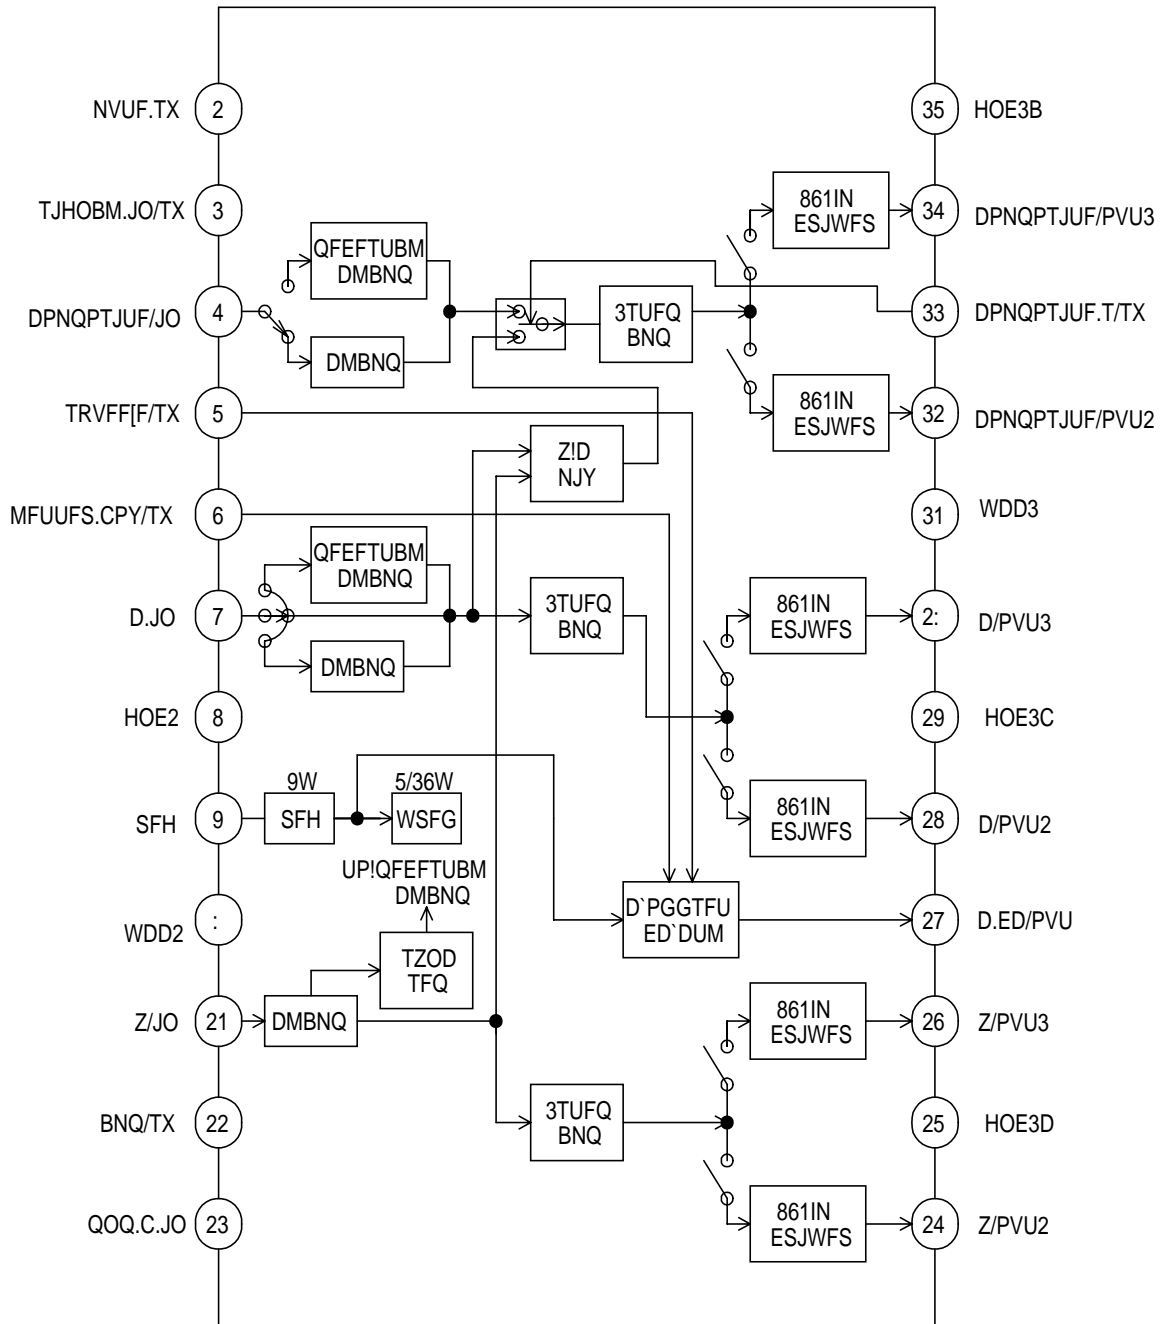 NVUF.TX
2
35
HOE3B
TJHOBM.JO/TX
3
861IN
ESJWFS
34
DPNQPTJUF/PVU3
QFEFTUBM
DMBNQ
DPNQPTJUF/JO
4
3TUFQ
BNQ
33
DPNQPTJUF.T/TX
DMBNQ
TRVFF[F/TX
5
861IN
ESJWFS
32
DPNQPTJUF/PVU2
Z!D
NJY
MFUUFS.CPY/TX
6
31
WDD3
QFEFTUBM
DMBNQ
D.JO
7
3TUFQ
BNQ
861IN
ESJWFS
2:
D/PVU3
DMBNQ
HOE2
8
29
HOE3C
9W
5/36W
SFH
9
SFH
WSFG
861IN
ESJWFS
28
D/PVU2
UP!QFEFTUBM
DMBNQ
WDD2
:
D`PGGTFU
ED`DUM
27
D.ED/PVU
TZOD
TFQ
Z/JO
21
DMBNQ
861IN
ESJWFS
26
Z/PVU3
BNQ/TX
22
3TUFQ
BNQ
25
HOE3D
QOQ.C.JO
23
861IN
ESJWFS
24
Z/PVU2